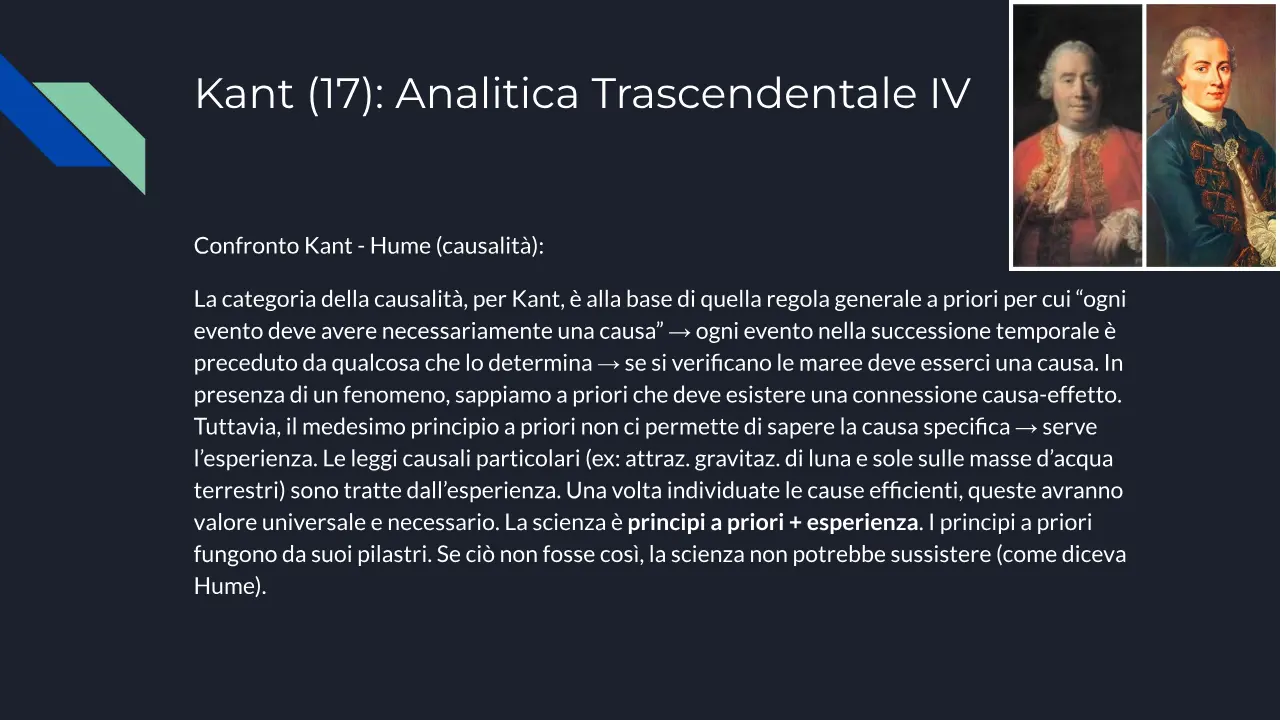 Kant (17): Analitica Trascendentale IV
Confronto Kant - Hume (causalità):
La categoria della causalità, per Kant, è alla base di quella regola generale a priori per cui “ogni
evento deve avere necessariamente una causa” → ogni evento nella successione temporale è
preceduto da qualcosa che lo determina → se si verificano le maree deve esserci una causa. In
presenza di un fenomeno, sappiamo a priori che deve esistere una connessione causa-effetto.
Tuttavia, il medesimo principio a priori non ci permette di sapere la causa specifica → serve
l’esperienza. Le leggi causali particolari (ex: attraz. gravitaz. di luna e sole sulle masse d’acqua
terrestri) sono tratte dall’esperienza. Una volta individuate le cause efficienti, queste avranno
valore universale e necessario. La scienza è principi a priori + esperienza. I principi a priori
fungono da suoi pilastri. Se ciò non fosse così, la scienza non potrebbe sussistere (come diceva
Hume).